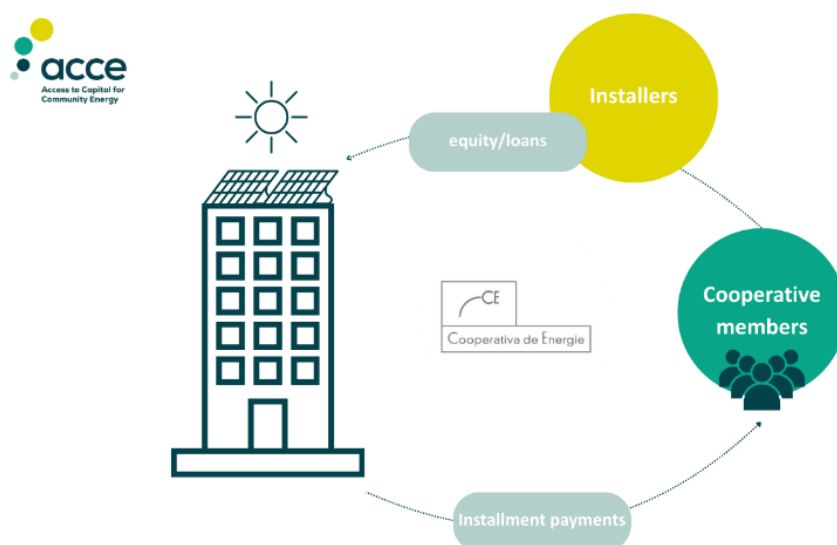 acce
Access to Capital for
Community Energy
Installers
equity/loans
CE
Cooperativa de Energie
Cooperative
members
Installment payments